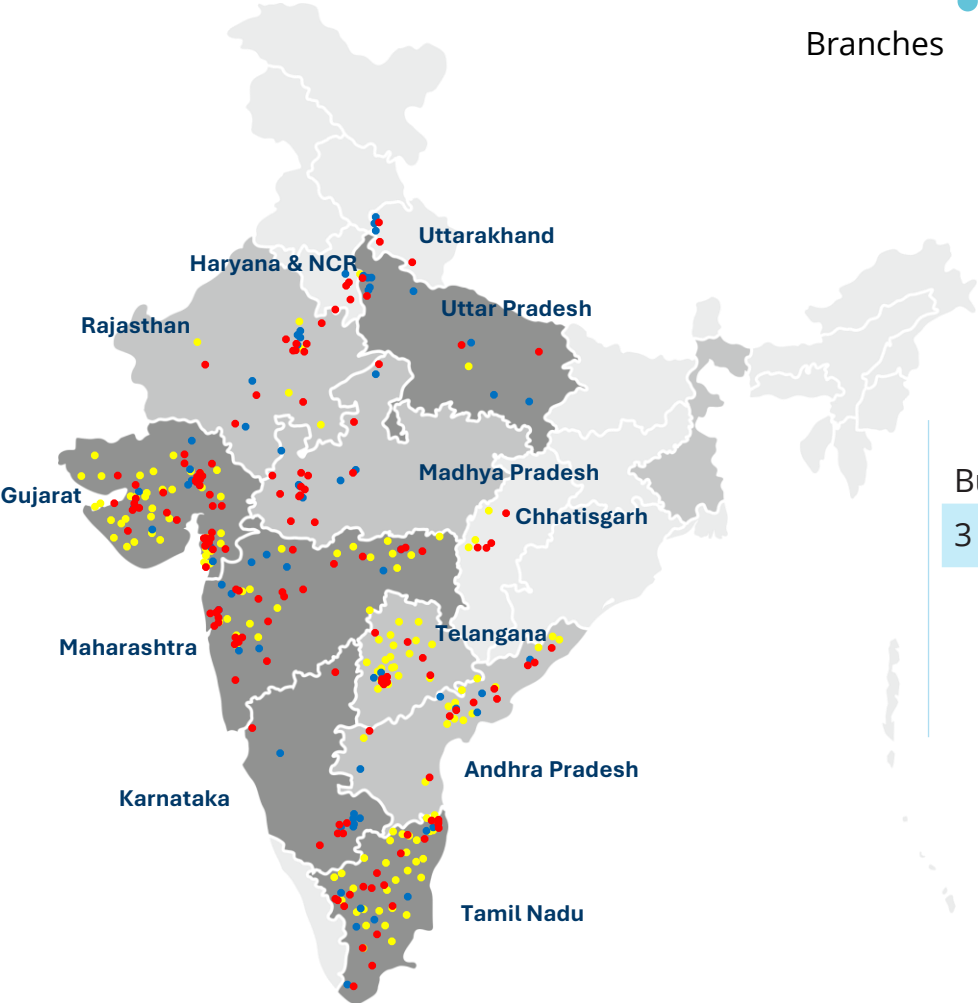 Branches
Uttarakhand
Haryana & NCR
Uttar Pradesh
Rajasthan
Madhya Pradesh
Gujarat
Chhatisgarh
Telangana
Maharashtra
Andhra Pradesh
Karnataka
Tamil Nadu
3